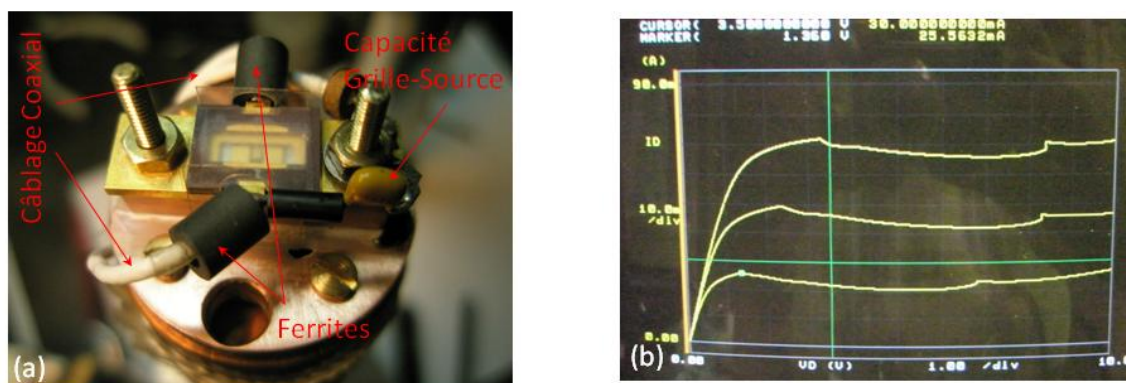 Câblage Coaxial
Capacité
Grille-Source
Ferrites
(a)
CURSOR( 3.5000000000 V 30.0000000000mA
MARKER( 1.360 V 25.5632mA
(A)
90.0m
ID
10.0m
/div
0.00
0.00 VD (V) 1.00 /div 10.0
(b)